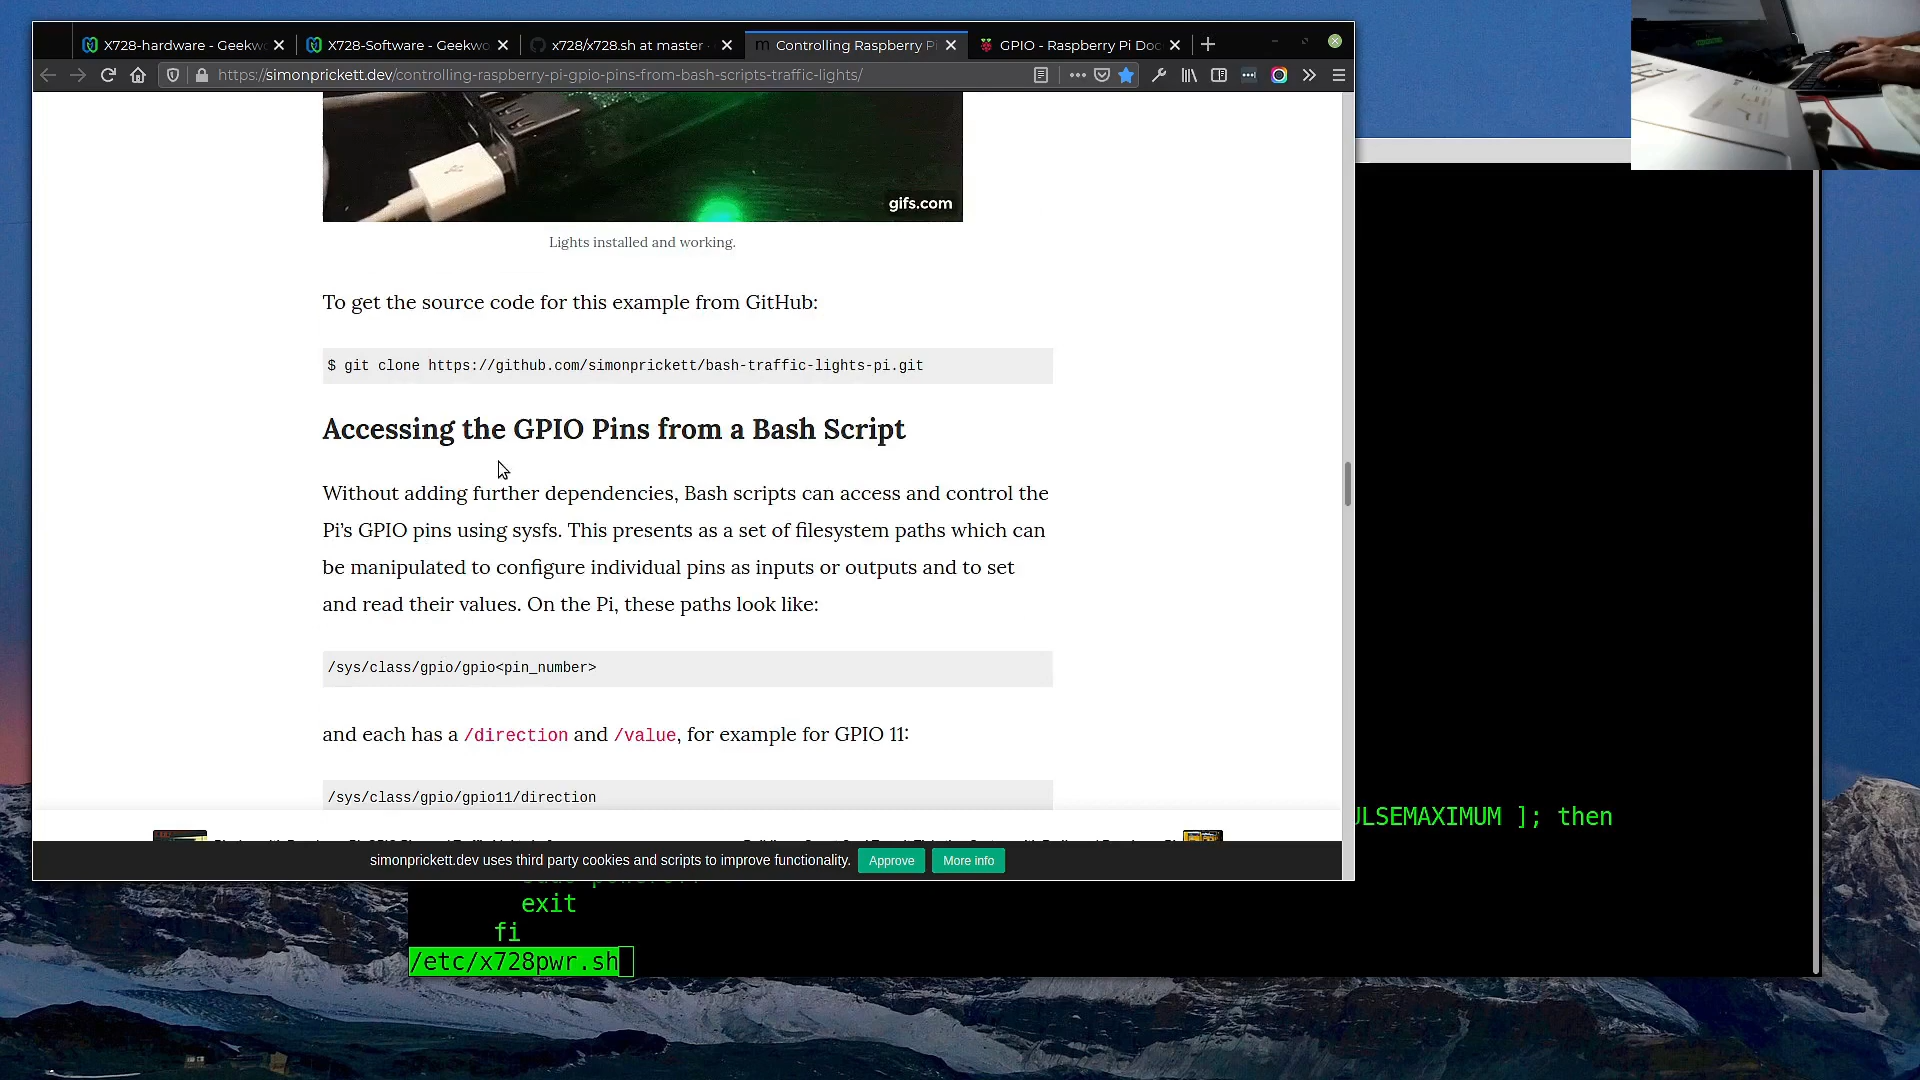 X728-hardware - Geekwo
X728-Software - Geekwo
x728/x728.sh at master
Controlling Raspberry Pi
GPIO - Raspberry Pi Doc
https://simonprickett.dev/controlling-raspberry-pi-gpio-pins-from-bash-scripts-traffic-lights/
gifs.com
Lights installed and working.
To get the source code for this example from GitHub:
$ git clone https://github.com/simonprickett/bash-traffic-lights-pi.git
Accessing the GPIO Pins from a Bash Script
Without adding further dependencies, Bash scripts can access and control the
Pi's GPIO pins using sysfs. This presents as a set of filesystem paths which can
be manipulated to configure individual pins as inputs or outputs and to set
and read their values. On the Pi, these paths look like:
/sys/class/gpio/gpio<pin_number>
and each has a /direction and /value, for example for GPIO 11:
/sys/class/gpio/gpio11/direction
simonprickett.dev uses third party cookies and scripts to improve functionality.
Approve
More info
ULSEMAXIMUM ]; then
exit
fi
/etc/x728pwr.sh